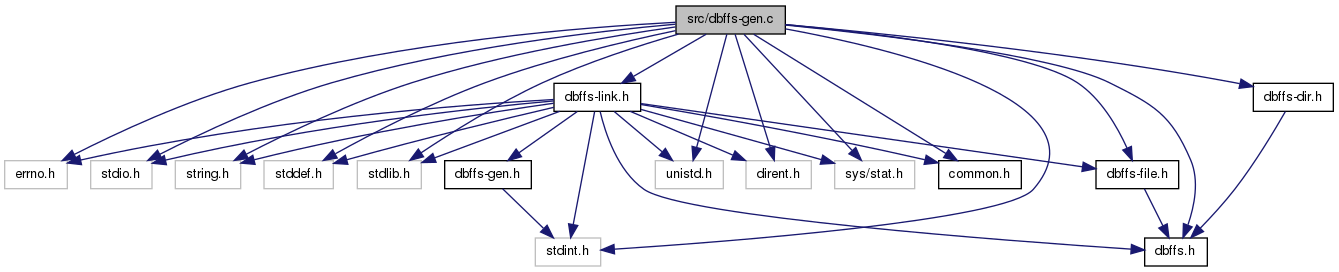 src/dbffs-gen.c
dbffs-link.h
dbffs-dir.h
errno.h
stdio.h
string.h
stddef.h
stdlib.h
dbffs-gen.h
unistd.h
dirent.h
sys/stat.h
common.h
dbffs-file.h
stdint.h
dbffs.h